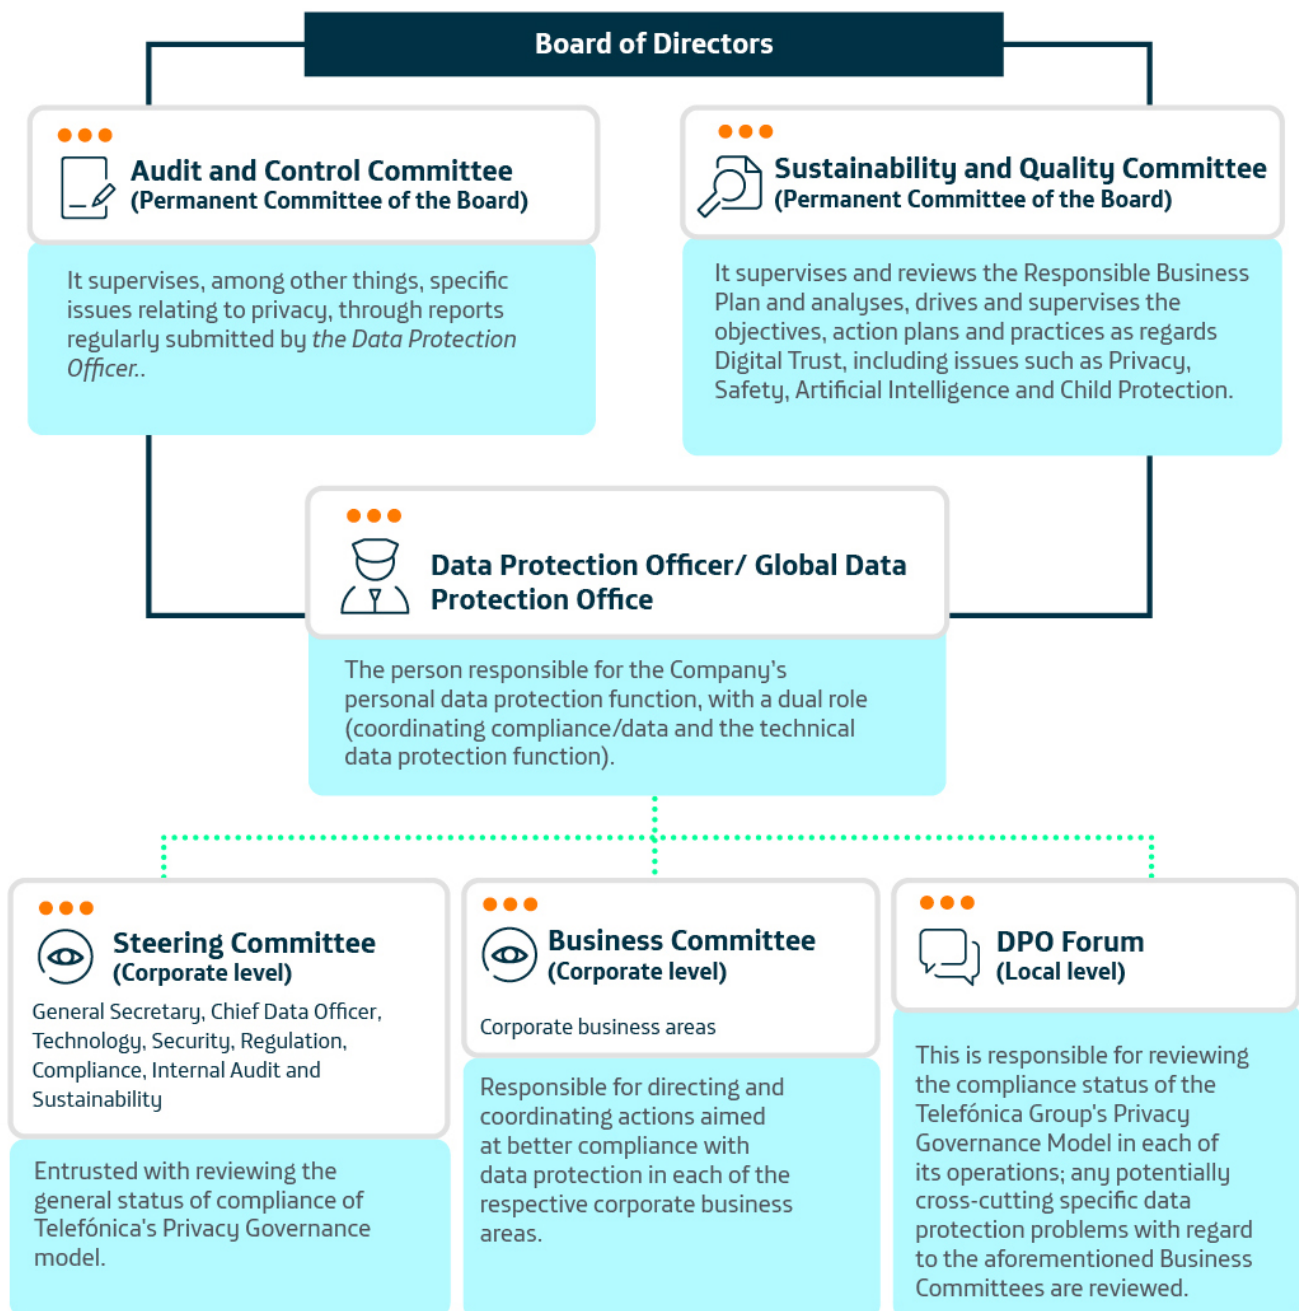 Board of Directors
Audit and Control Committee
(Permanent Committee of the Board)
It supervises, among other things, specific
issues relating to privacy, through reports
regularly submitted by the Data Protection
Officer..
Sustainability and Quality Committee
(Permanent Committee of the Board)
It supervises and reviews the Responsible Business
Plan and analyses, drives and supervises the
objectives, action plans and practices as regards
Digital Trust, including issues such as Privacy,
Safety, Artificial Intelligence and Child Protection.
Data Protection Officer/ Global Data
Protection Office
The person responsible for the Company's
personal data protection function, with a dual role
(coordinating compliance/data and the technical
data protection function).
Steering Committee
(Corporate level)
General Secretary, Chief Data Officer,
Technology, Security, Regulation,
Compliance, Internal Audit and
Sustainability
Entrusted with reviewing the
general status of compliance of
Telefónica's Privacy Governance
model.
Business Committee
(Corporate level)
Corporate business areas
Responsible for directing and
coordinating actions aimed
at better compliance with
data protection in each of the
respective corporate business
areas.
DPO Forum
(Local level)
This is responsible for reviewing
the compliance status of the
Telefónica Group's Privacy
Governance Model in each of
its operations; any potentially
cross-cutting specific data
protection problems with regard
to the aforementioned Business
Committees are reviewed.